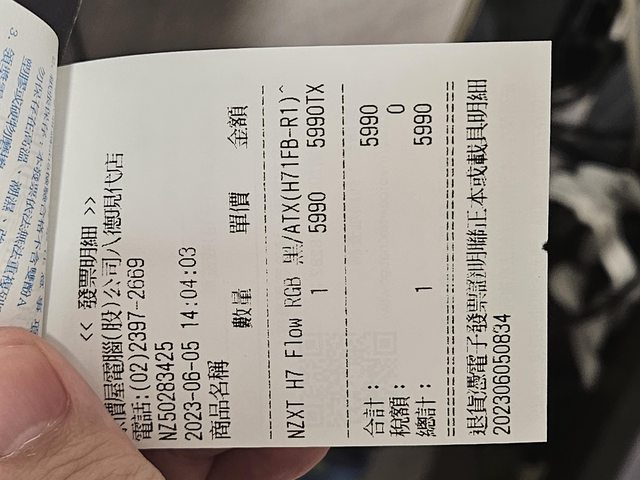 << 發票明細 >>
價屋電腦(股)公司八德現代店
電話:(02)2397-2669
NZ50283425
2023-06-05 14:04:03
商品名稱 數量 單價 金額
NZXT H7 Flow RGB 黑/ATX(H71FB-R1)^
1 5990 5990TX
合計: 5990
稅額: 0
總計: 1 5990
退貨憑電子發票證明聯正本或載具明細
202306050834